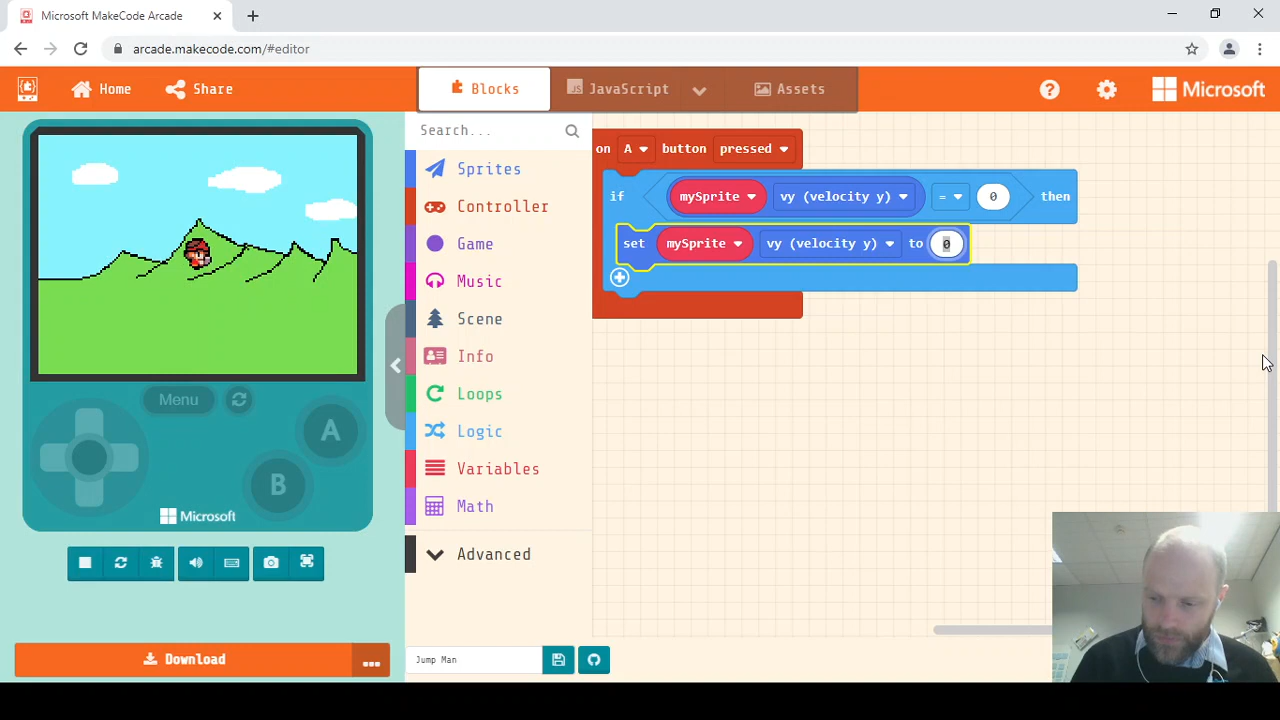 Microsoft MakeCode Arcade
arcade.makecode.com/#editor
Home
Share
Blocks
JavaScript
Assets
Microsoft
Search...
Sprites
Controller
Game
Music
Scene
Info
Loops
Logic
Variables
Math
Advanced
on A button pressed
if mySprite vy (velocity y) = 0 then
set mySprite vy (velocity y) to 0
Menu
A
B
Microsoft
Download
...
Jump Man